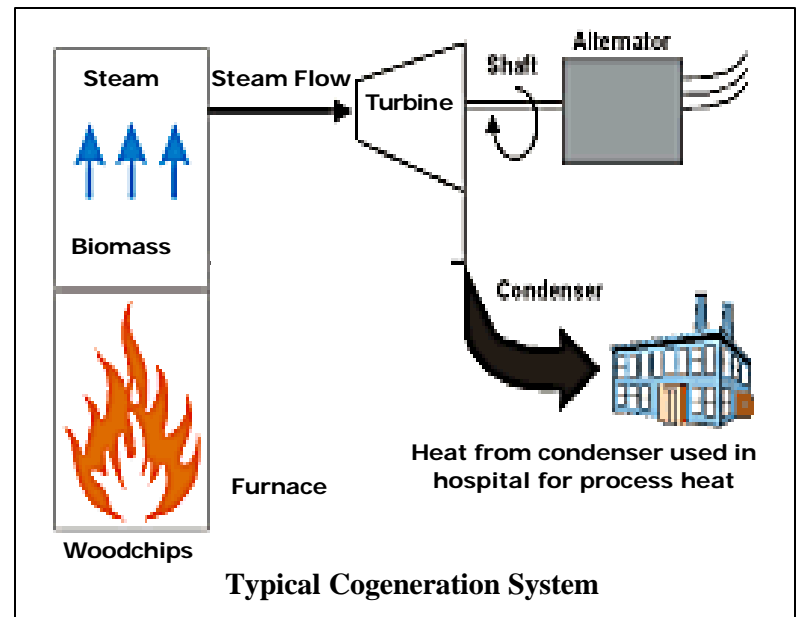 Steam
Steam Flow
Turbine
Shaft
Alternator
Biomass
Condenser
Furnace
Woodchips
Heat from condenser used in
hospital for process heat
Typical Cogeneration System